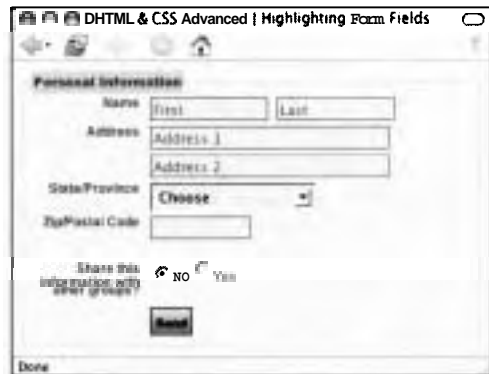 DHTML & CSS Advanced | Highlighting Form Fields
Personal Information
Name First Last
Address Address 1
Address 2
State/Province Choose
Zip/Postal Code
Share this
information with
other groups?
NO Yes
Send
Done